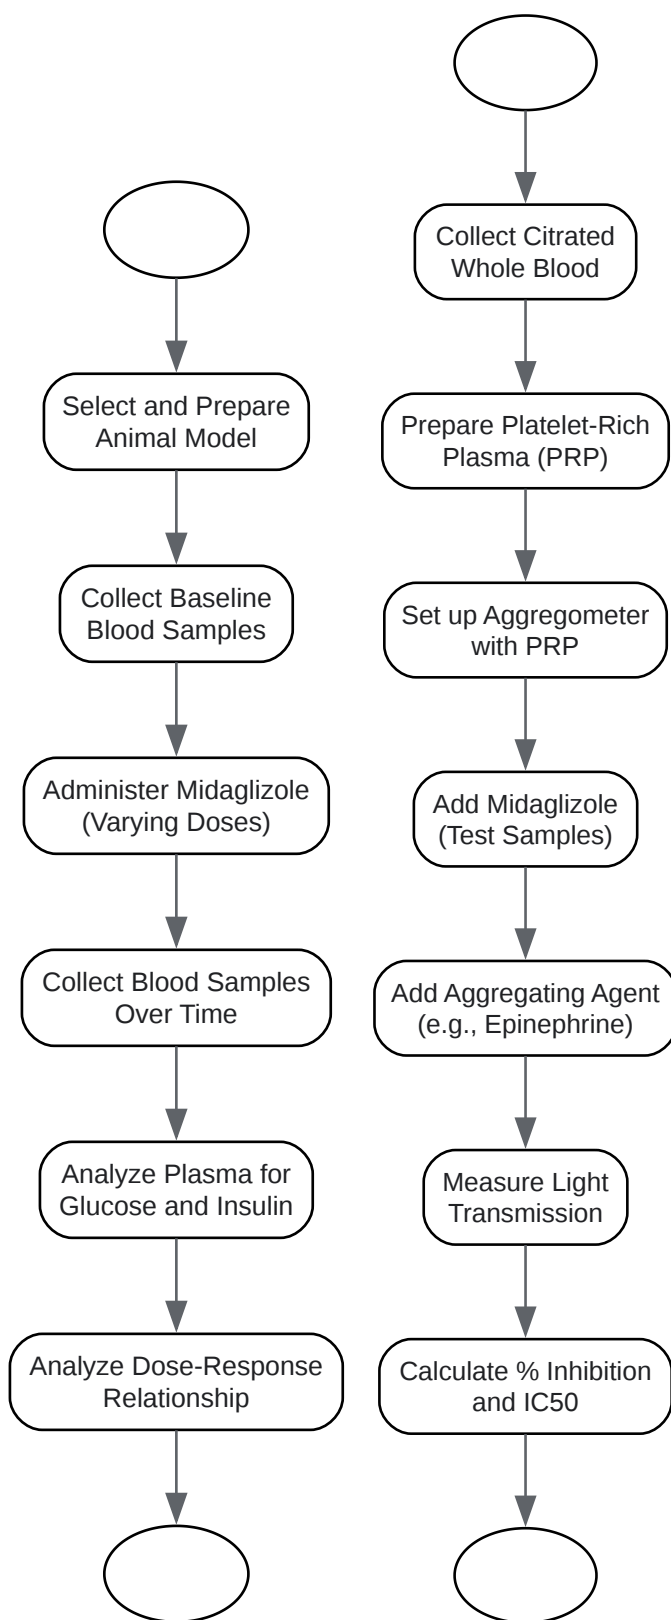 Select and Prepare
Animal Model
Collect Baseline
Blood Samples
Administer Midaglizole
(Varying Doses)
Collect Blood Samples
Over Time
Analyze Plasma for
Glucose and Insulin
Analyze Dose-Response
Relationship
Collect Citrated
Whole Blood
Prepare Platelet-Rich
Plasma (PRP)
Set up Aggregometer
with PRP
Add Midaglizole
(Test Samples)
Add Aggregating Agent
(e.g., Epinephrine)
Measure Light
Transmission
Calculate % Inhibition
and IC50